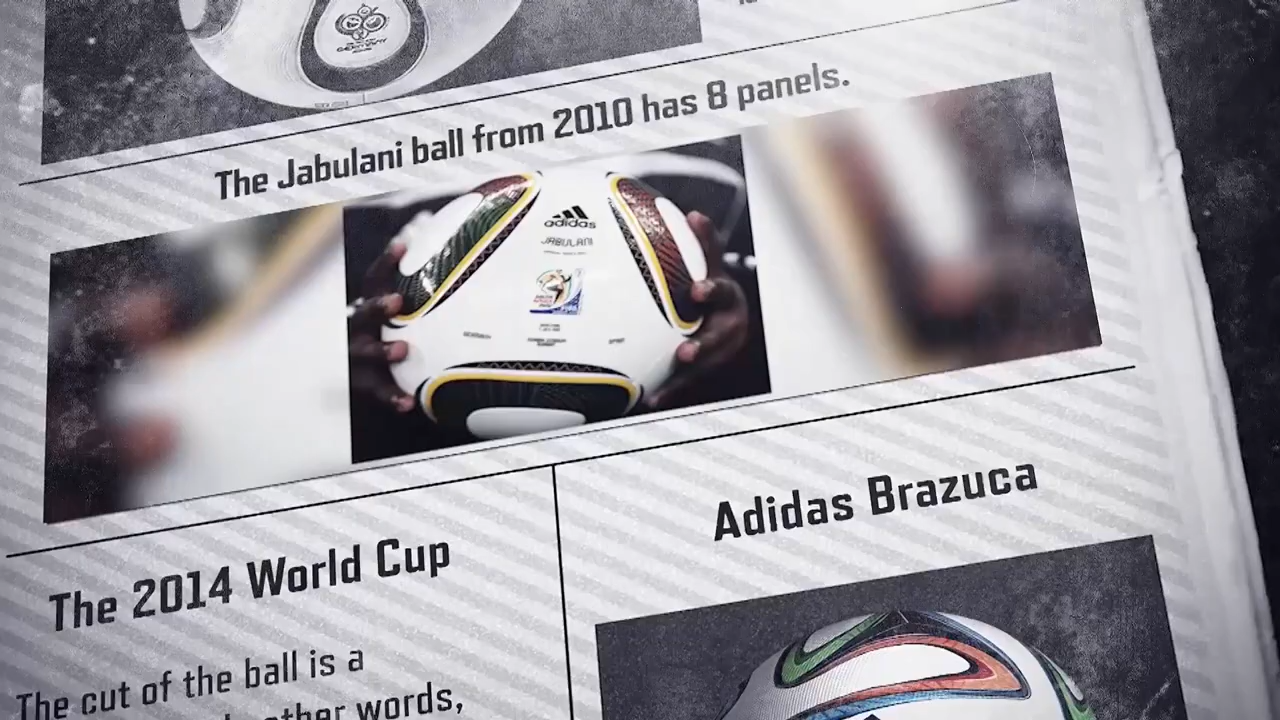 GERMANY
The Jabulani ball from 2010 has 8 panels.
adidas
JABULANI
The 2014 World Cup
The cut of the ball is a
other words,
Adidas Brazuca